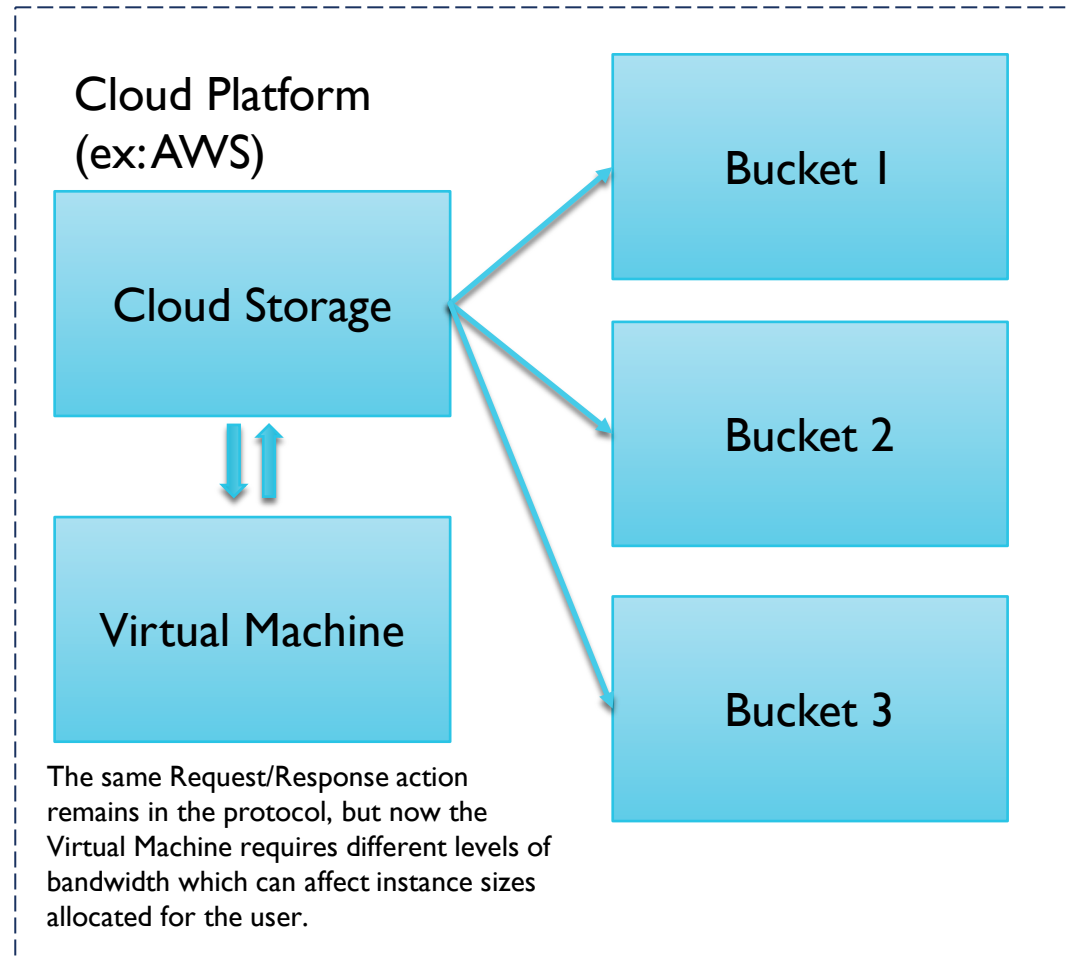 Cloud Platform
(ex: AWS)
Cloud Storage
Virtual Machine
The same Request/Response action
remains in the protocol, but now the
Virtual Machine requires different levels of
bandwidth which can affect instance sizes
allocated for the user.
Bucket 1
Bucket 2
Bucket 3